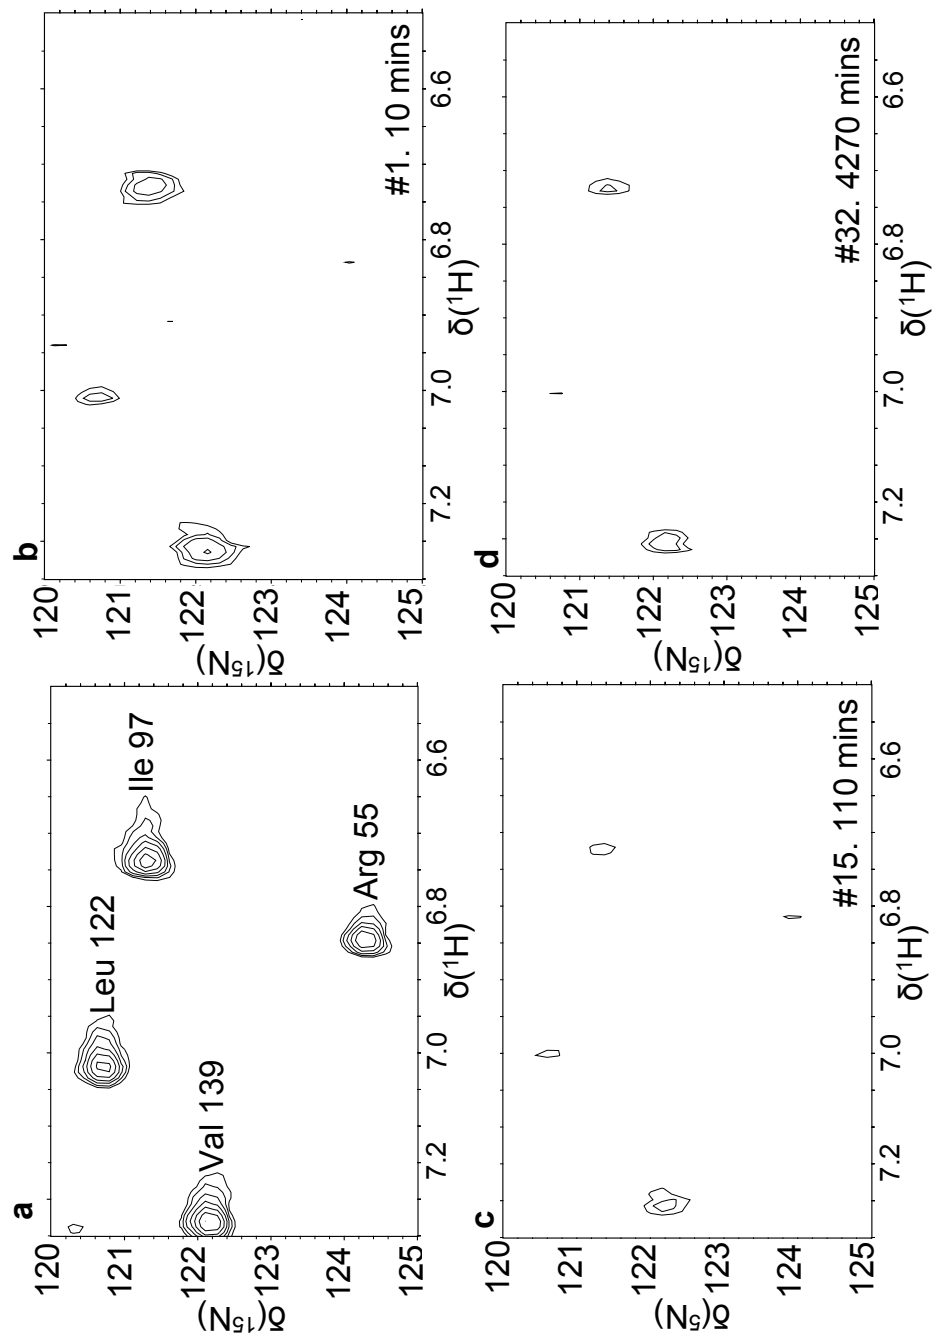 a
120
121
122
123
124
125
δ(¹⁵N)
Leu 122
Ile 97
Val 139
Arg 55
7.2
7.0
6.8
6.6
δ(¹H)
b
120
121
122
123
124
125
δ(¹⁵N)
#1. 10 mins
7.2
7.0
6.8
6.6
δ(¹H)
c
120
121
122
123
124
125
δ(⁵N)
#15. 110 mins
7.2
7.0
6.8
6.6
δ(¹H)
d
120
121
122
123
124
125
δ(¹⁵N)
#32. 4270 mins
7.2
7.0
6.8
6.6
δ(¹H)